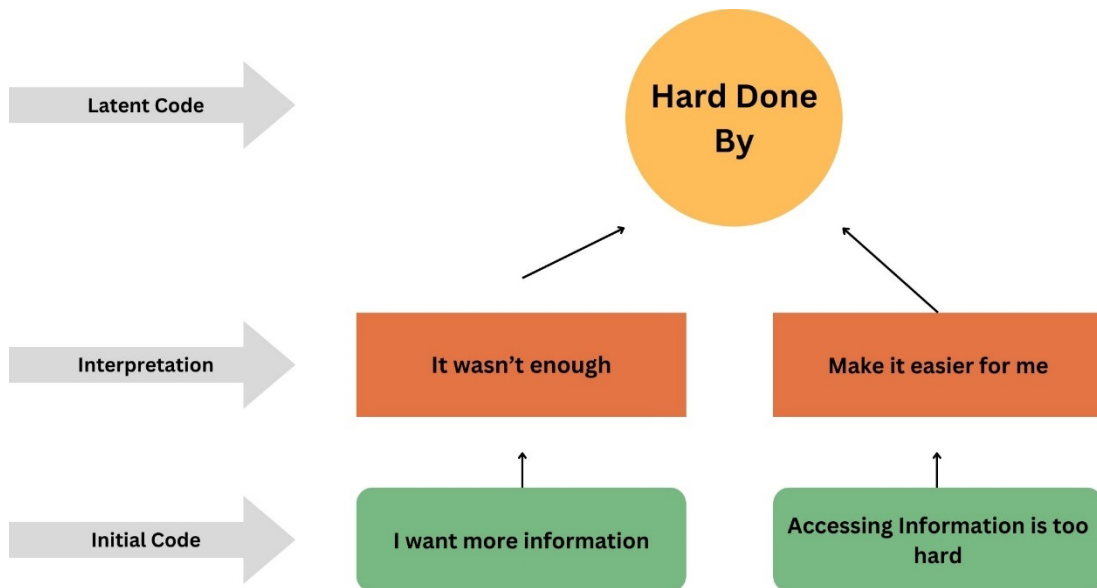 Latent Code
Hard Done
By
Interpretation
It wasn’t enough
Make it easier for me
Initial Code
I want more information
Accessing Information is too
hard